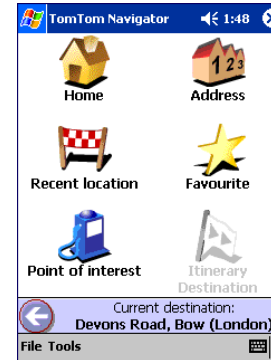 TomTom Navigator 1:48
123
Home Address
Recent location Favourite
Point of interest Itinerary
Destination
Current destination:
Devons Road, Bow (London)
File Tools